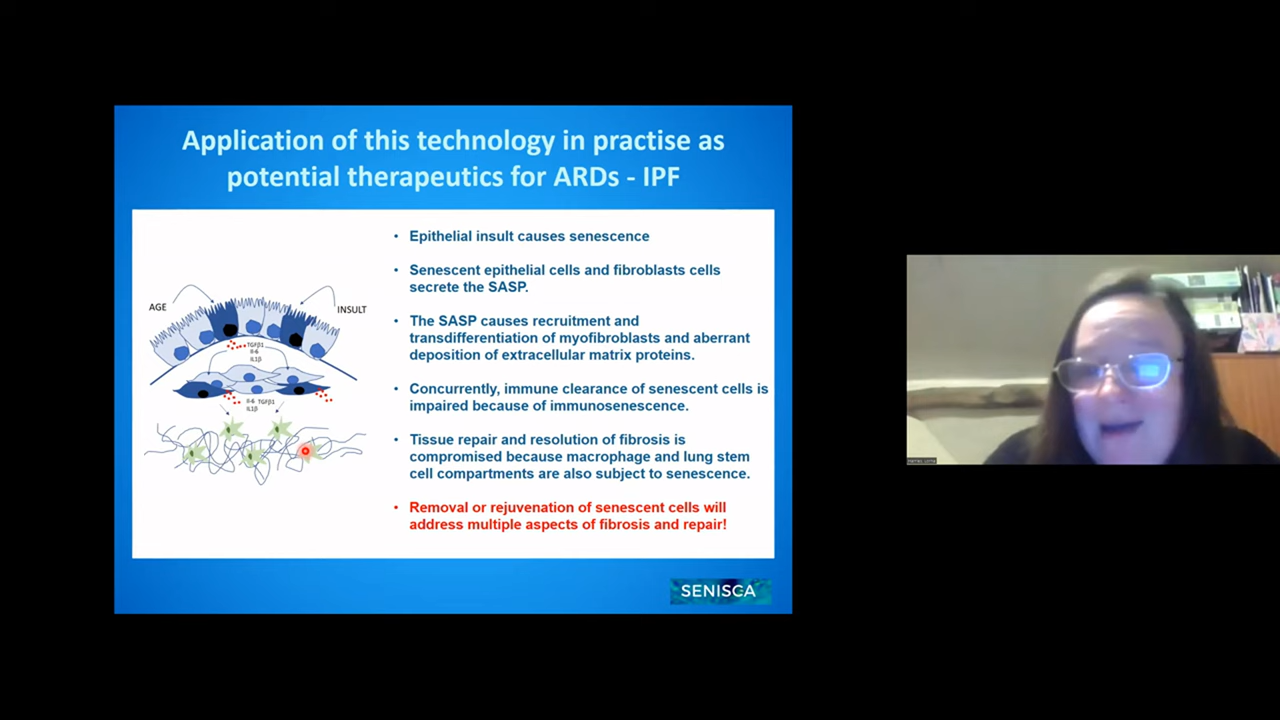 Application of this technology in practise as
potential therapeutics for ARDs - IPF
AGE
INSULT
TGFβ1
Il-6
IL1β
Il-6 TGFβ1
IL1β
• Epithelial insult causes senescence
• Senescent epithelial cells and fibroblasts cells
secrete the SASP.
• The SASP causes recruitment and
transdifferentiation of myofibroblasts and aberrant
deposition of extracellular matrix proteins.
• Concurrently, immune clearance of senescent cells is
impaired because of immunosenescence.
• Tissue repair and resolution of fibrosis is
compromised because macrophage and lung stem
cell compartments are also subject to senescence.
• Removal or rejuvenation of senescent cells will
address multiple aspects of fibrosis and repair!
SENISCA